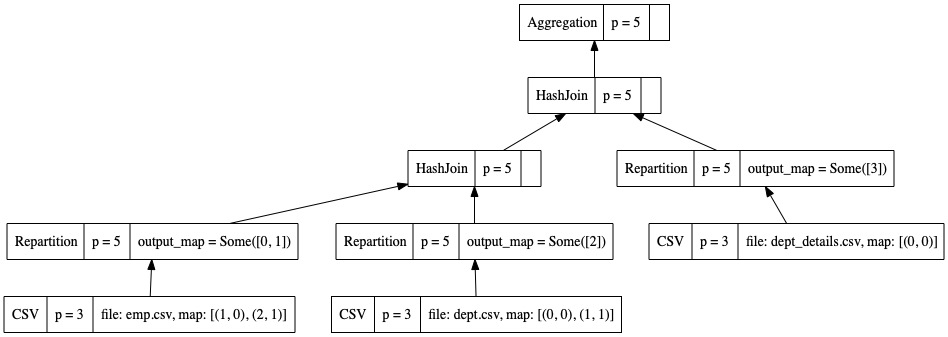 Aggregation p = 5
HashJoin p = 5
HashJoin p = 5
Repartition p = 5 output_map = Some([3])
Repartition p = 5 output_map = Some([0, 1])
Repartition p = 5 output_map = Some([2])
CSV p = 3 file: dept_details.csv, map: [(0, 0)]
CSV p = 3 file: emp.csv, map: [(1, 0), (2, 1)]
CSV p = 3 file: dept.csv, map: [(0, 0), (1, 1)]